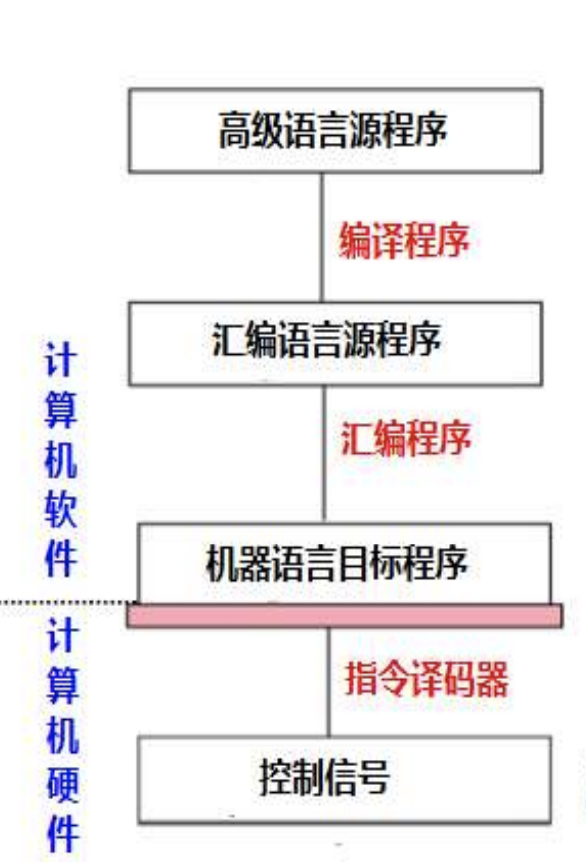 高级语言源程序
编译程序
汇编语言源程序
汇编程序
机器语言目标程序
指令译码器
控制信号
计算机软件
计算机硬件